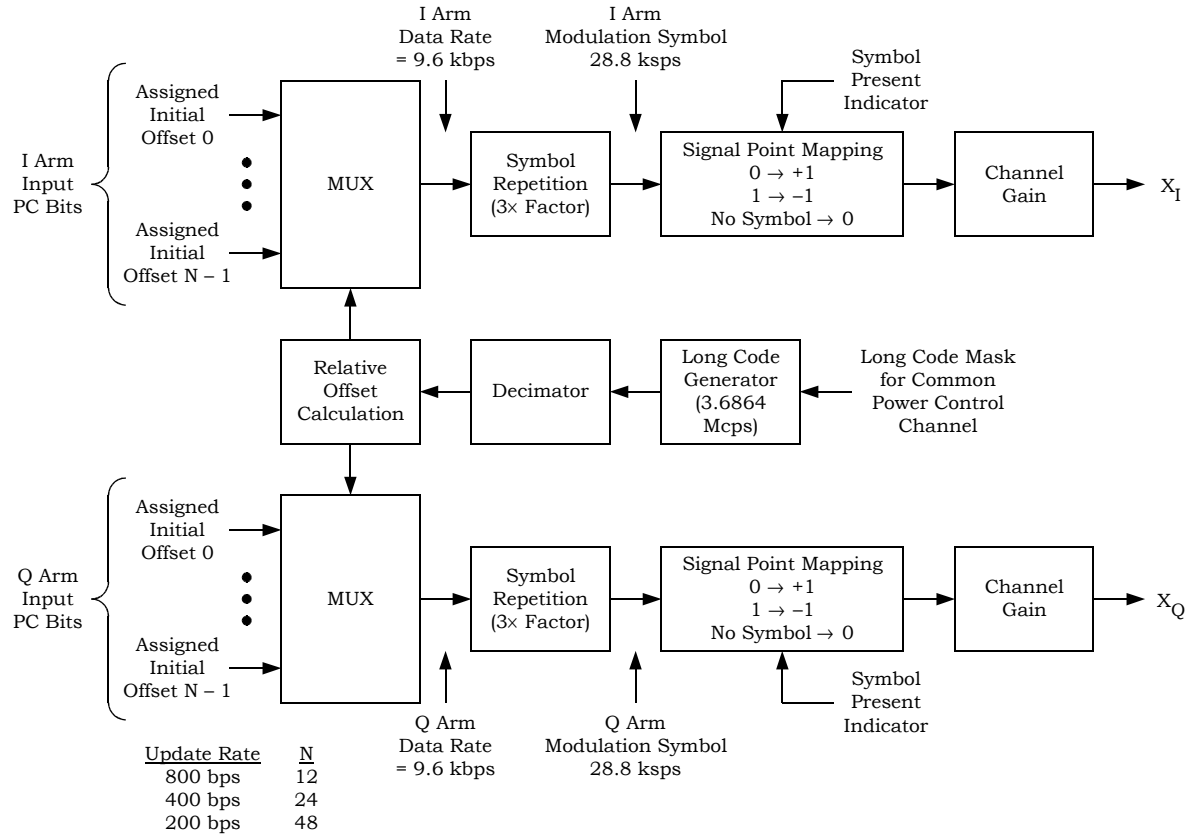 I Arm
Data Rate
= 9.6 kbps
I Arm
Modulation Symbol
28.8 ksps
Symbol
Present
Indicator
I Arm
Input
PC Bits
Assigned
Initial
Offset 0
Assigned
Initial
Offset N – 1
MUX
Symbol
Repetition
(3× Factor)
Signal Point Mapping
0 → +1
1 → –1
No Symbol → 0
Channel
Gain
X_I
Relative
Offset
Calculation
Decimator
Long Code
Generator
(3.6864
Mcps)
Long Code Mask
for Common
Power Control
Channel
Q Arm
Input
PC Bits
Assigned
Initial
Offset 0
Assigned
Initial
Offset N – 1
MUX
Symbol
Repetition
(3× Factor)
Signal Point Mapping
0 → +1
1 → –1
No Symbol → 0
Channel
Gain
X_Q
Q Arm
Data Rate
= 9.6 kbps
Q Arm
Modulation Symbol
28.8 ksps
Symbol
Present
Indicator
Update Rate N
800 bps 12
400 bps 24
200 bps 48